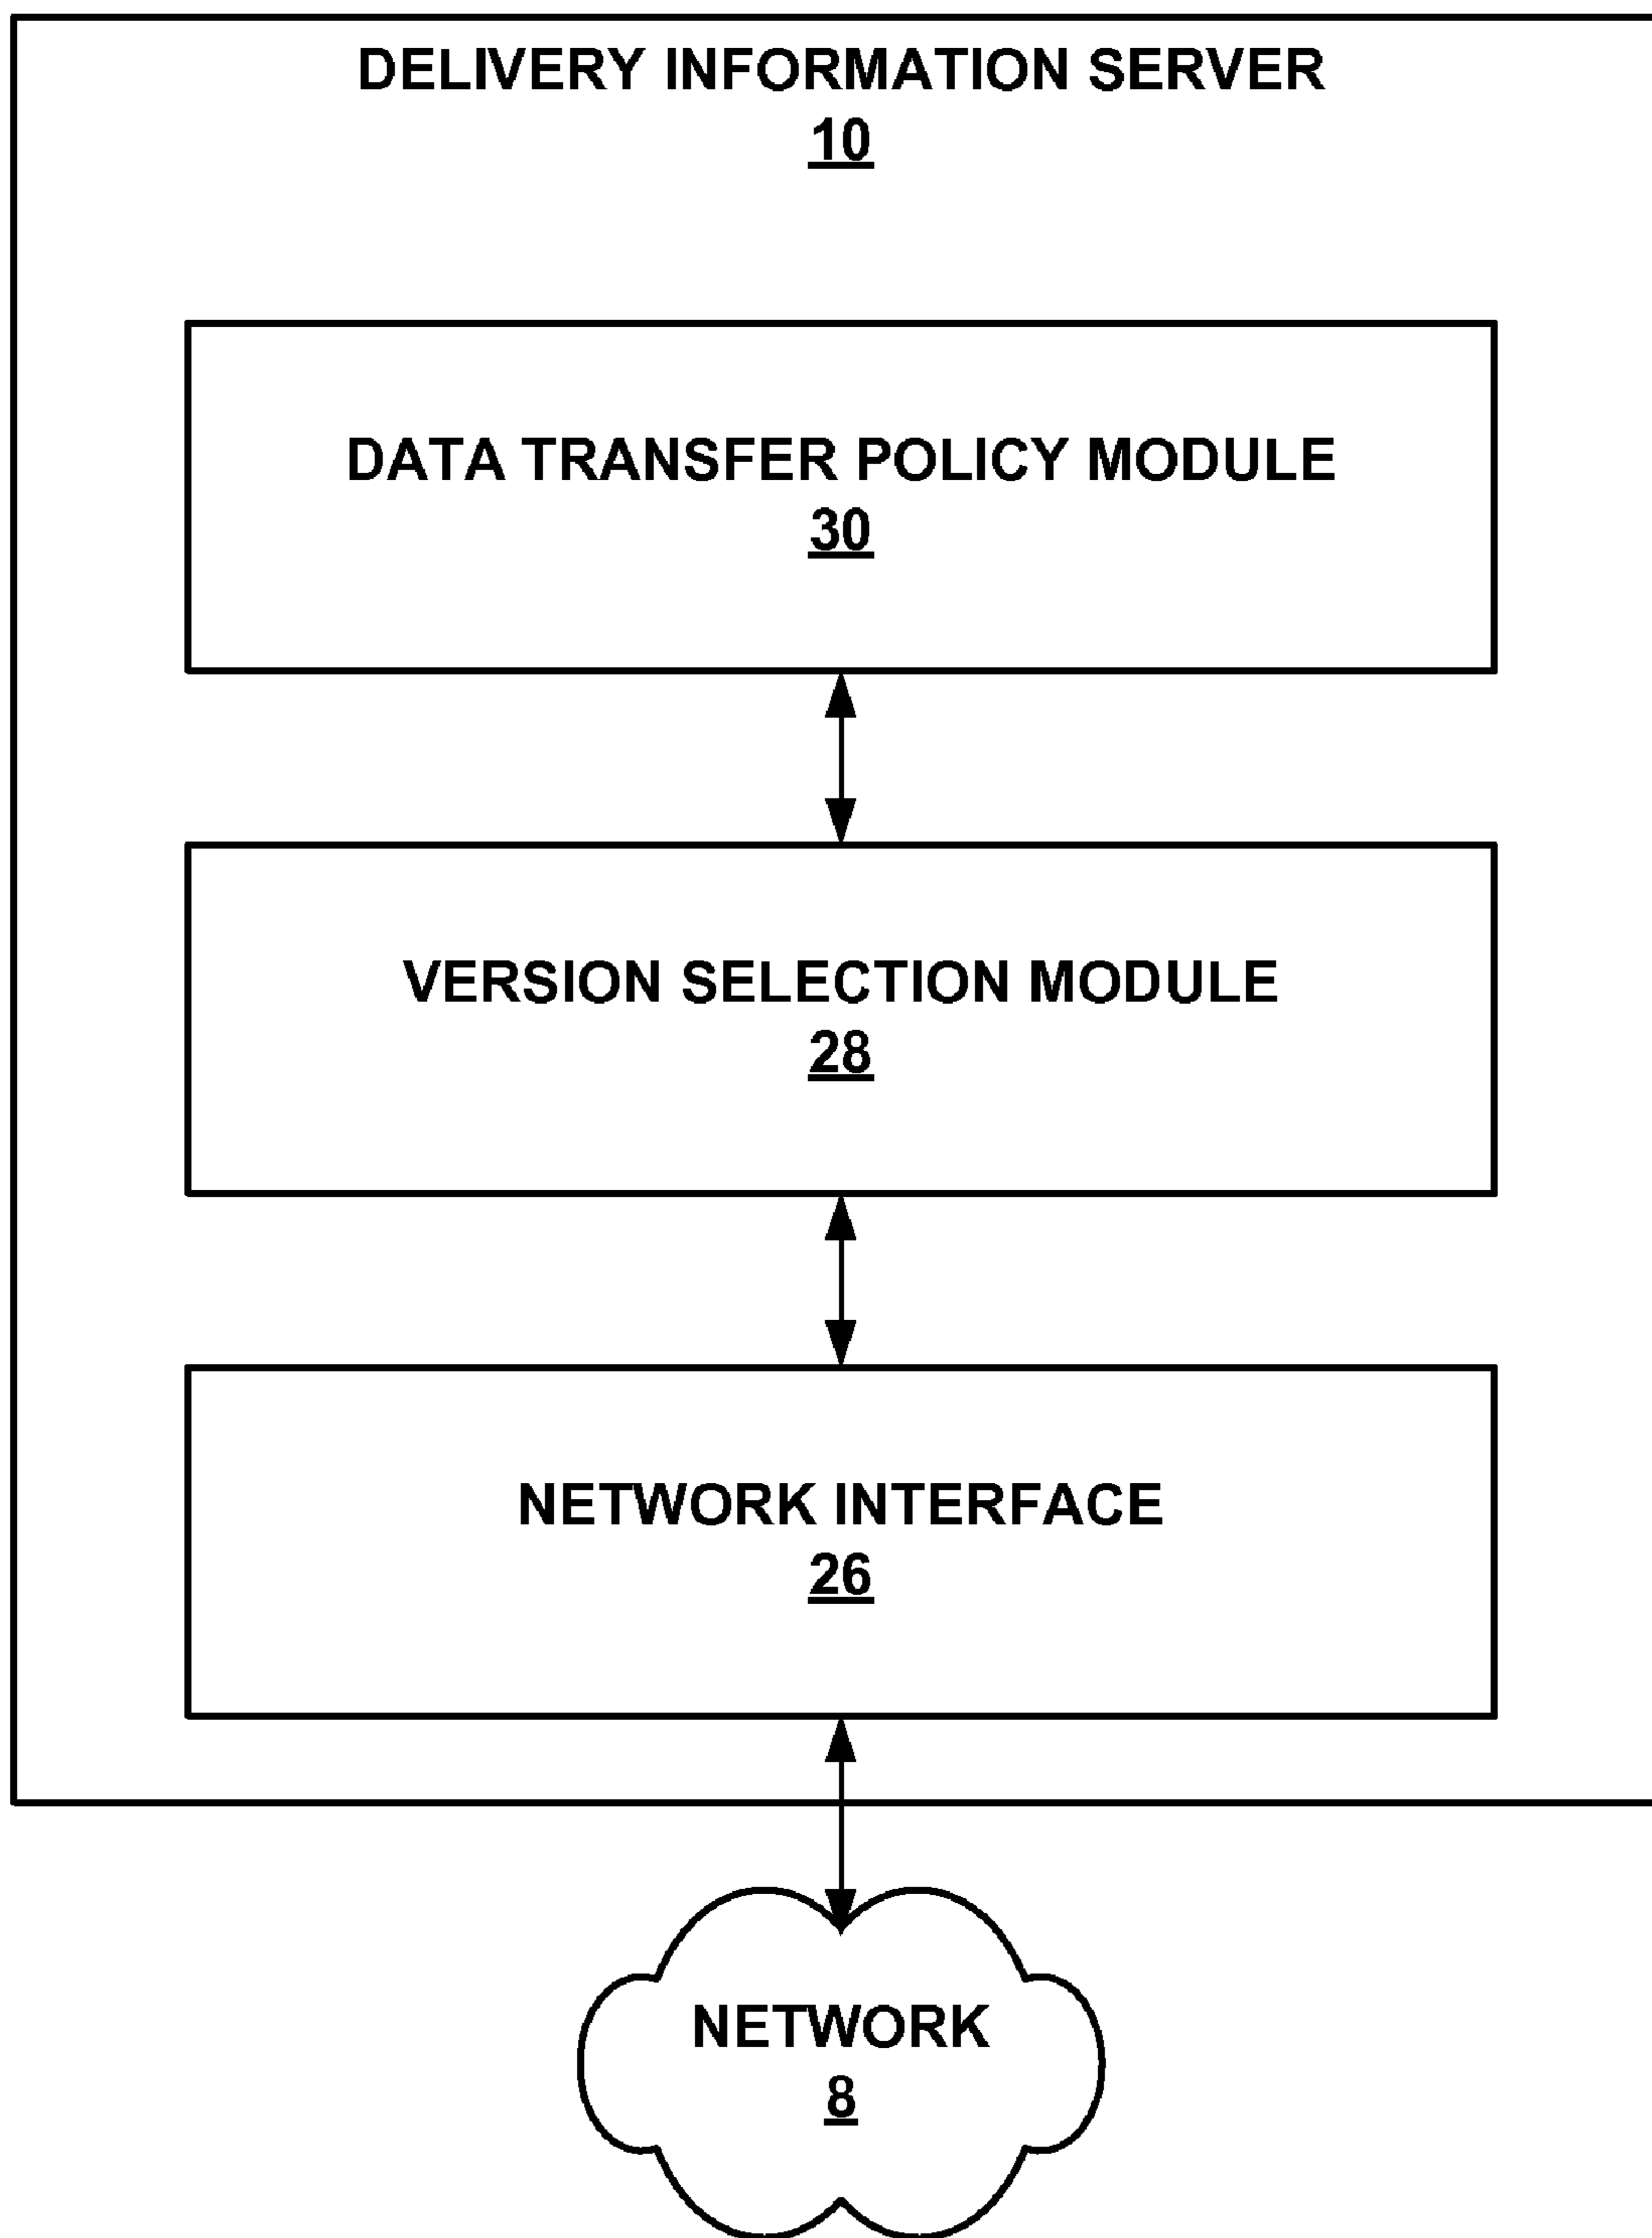 DELIVERY INFORMATION SERVER
10
DATA TRANSFER POLICY MODULE
30
VERSION SELECTION MODULE
28
NETWORK INTERFACE
26
NETWORK
8